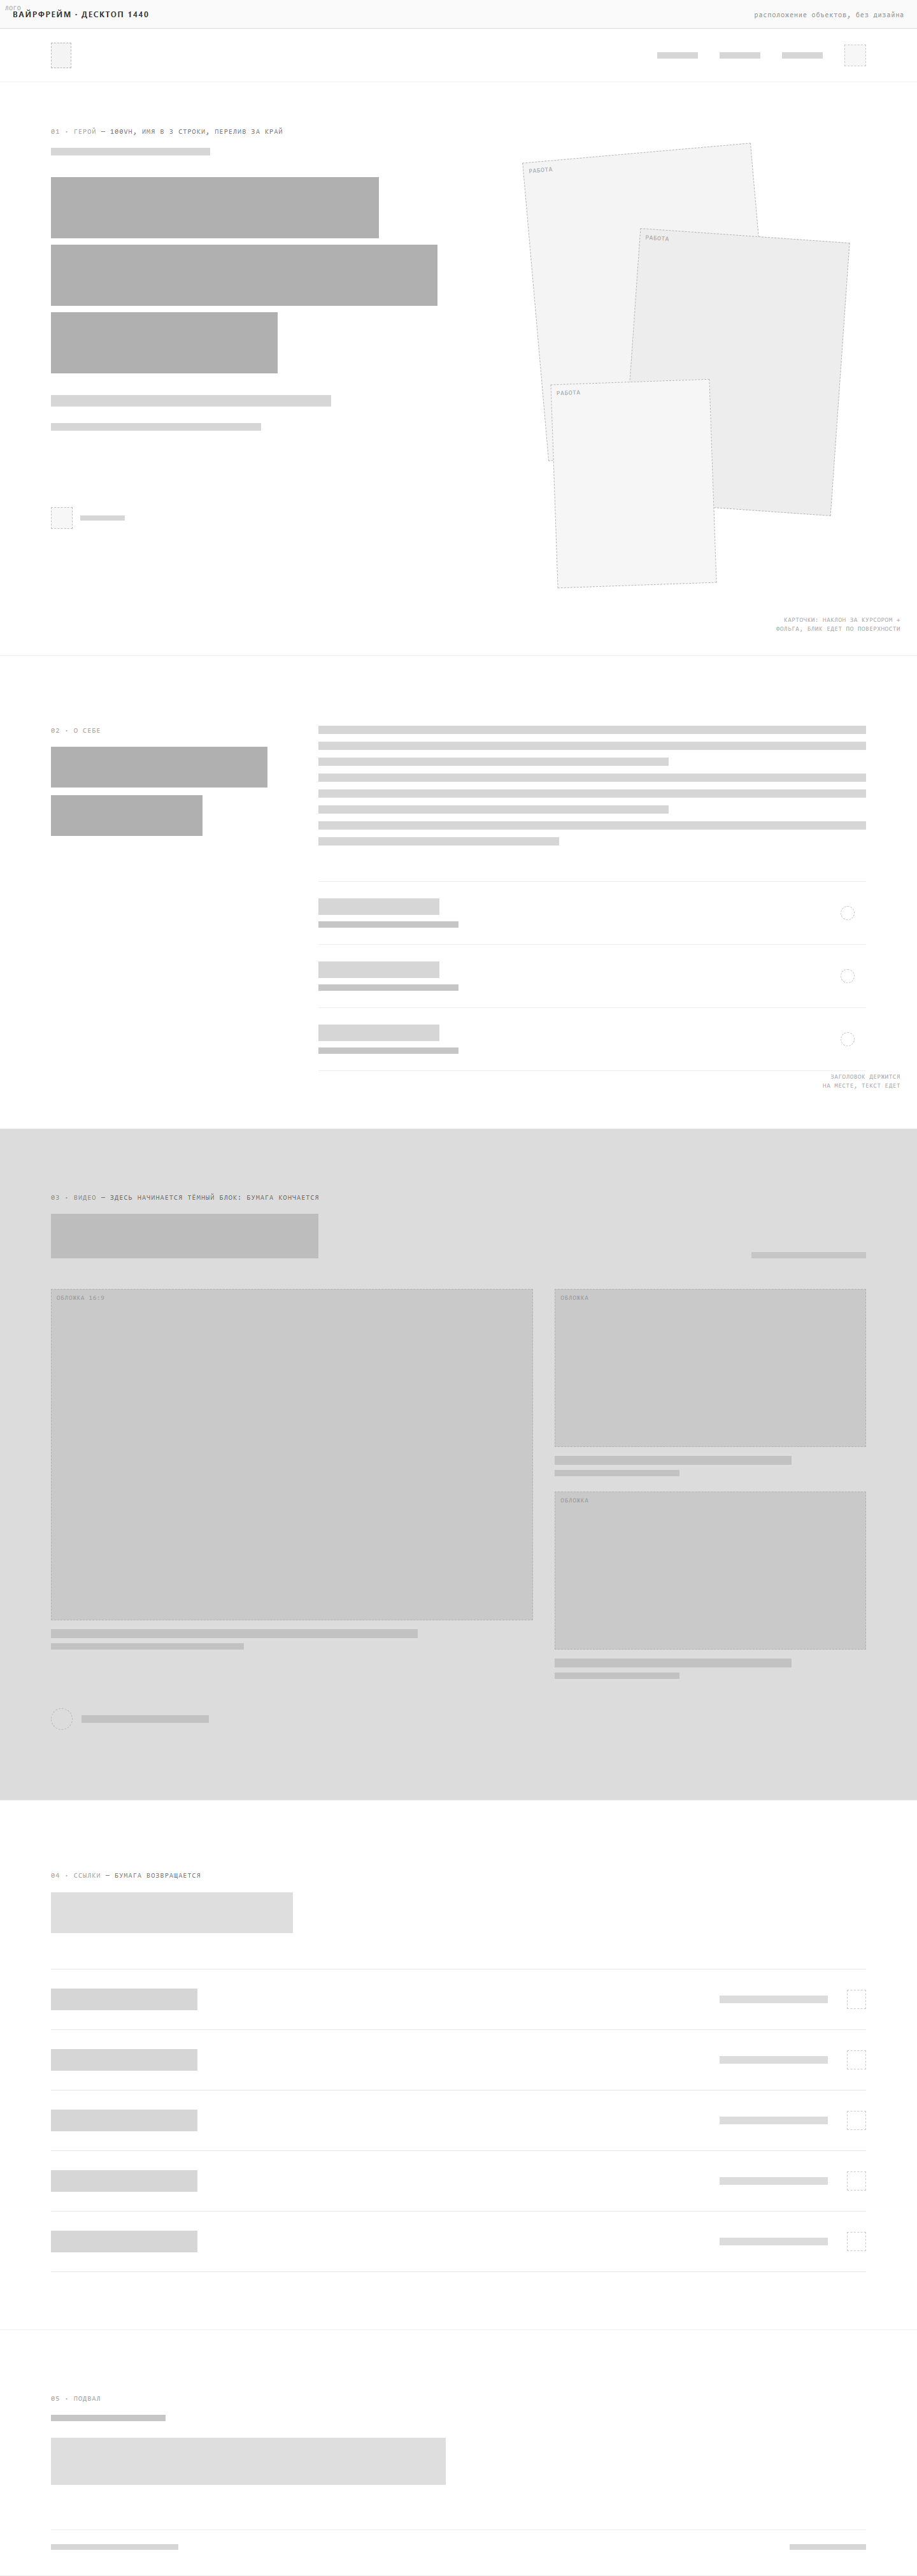 ЛОГО
ВАЙРФРЕЙМ · ДЕСКТОП 1440
расположение объектов, без дизайна
01 · ГЕРОЙ — 100VH, ИМЯ В 3 СТРОКИ, ПЕРЕЛИВ ЗА КРАЙ
РАБОТА
РАБОТА
РАБОТА
КАРТОЧКИ: НАКЛОН ЗА КУРСОРОМ +
ФОЛЬГА, БЛИК ЕДЕТ ПО ПОВЕРХНОСТИ
02 · О СЕБЕ
ЗАГОЛОВОК ДЕРЖИТСЯ
НА МЕСТЕ, ТЕКСТ ЕДЕТ
03 · ВИДЕО — ЗДЕСЬ НАЧИНАЕТСЯ ТЁМНЫЙ БЛОК: БУМАГА КОНЧАЕТСЯ
ОБЛОЖКА 16:9
ОБЛОЖКА
ОБЛОЖКА
04 · ССЫЛКИ — БУМАГА ВОЗВРАЩАЕТСЯ
05 · ПОДВАЛ